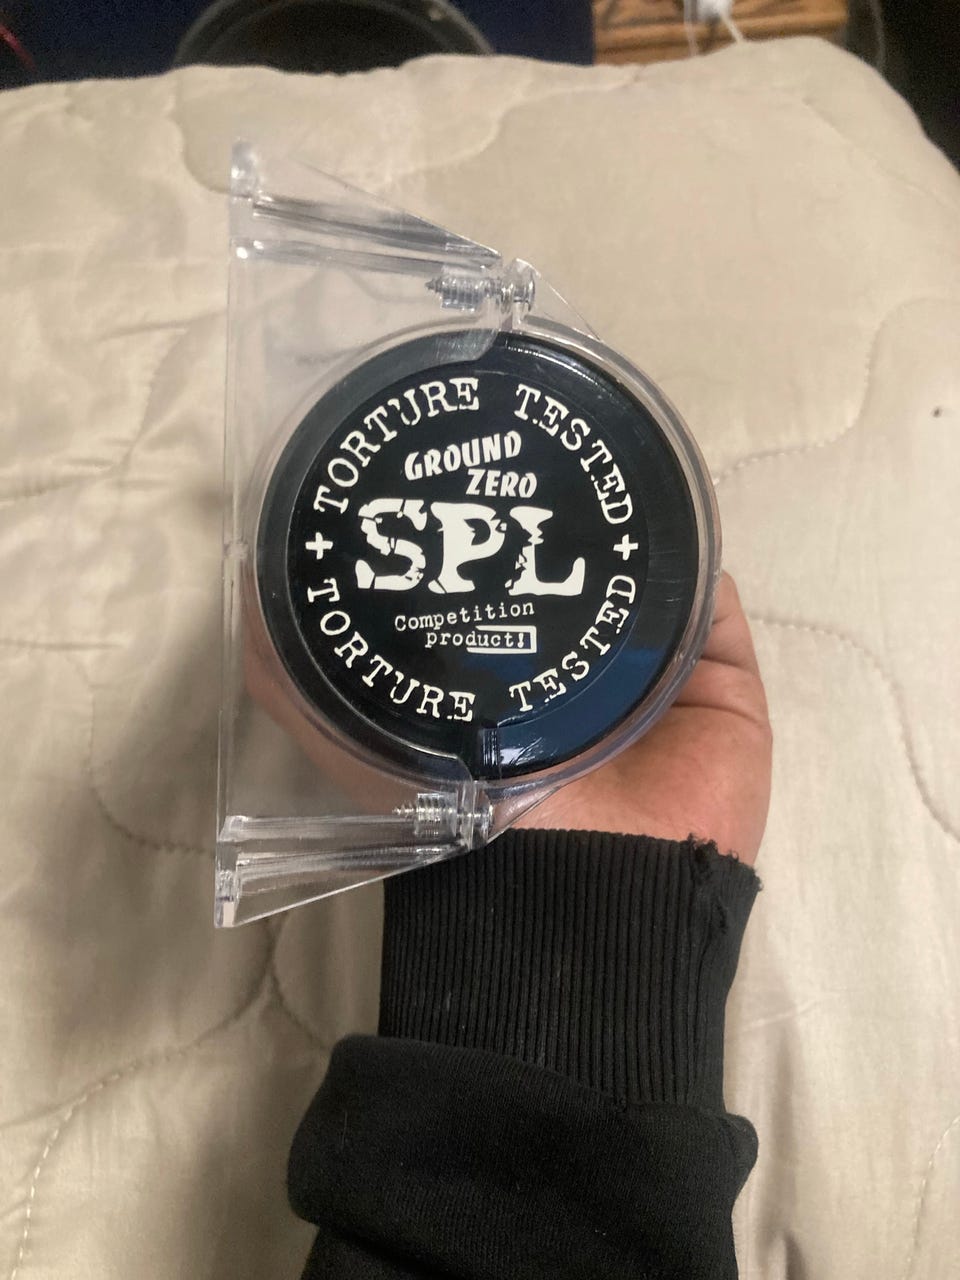 TORTURE TESTED
GROUND
ZERO
SPL
Competition
product!
TORTURE TESTED